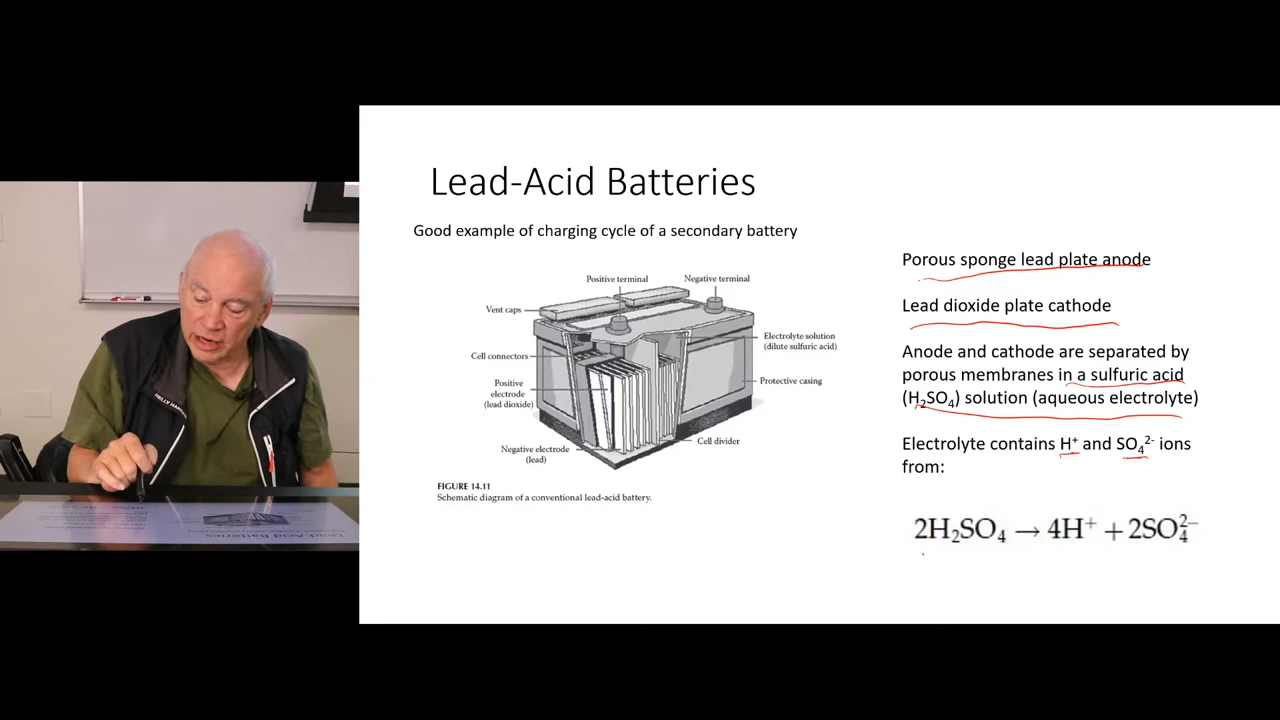 Lead-Acid Batteries
Good example of charging cycle of a secondary battery
Positive terminal
Negative terminal
Vent caps
Electrolyte solution
(dilute sulfuric acid)
Cell connectors
Protective casing
Positive
electrode
(lead dioxide)
Cell divider
Negative electrode
(lead)
FIGURE 14.11
Schematic diagram of a conventional lead-acid battery.
Porous sponge lead plate anode
Lead dioxide plate cathode
Anode and cathode are separated by
porous membranes in a sulfuric acid
(H₂SO₄) solution (aqueous electrolyte)
Electrolyte contains H⁺ and SO₄²⁻ ions
from:
2H₂SO₄ → 4H⁺ + 2SO₄²⁻
HELLY HANSEN